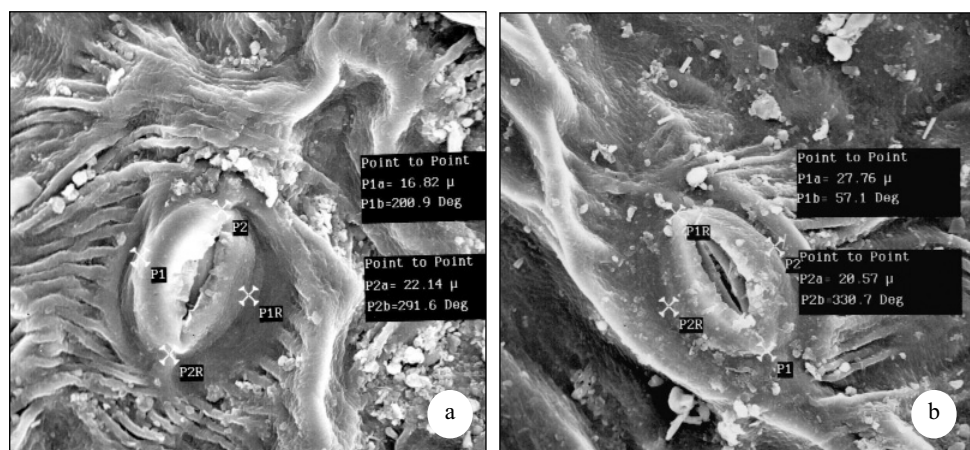 Point to Point
P1a= 16.82 µ
P1b=200.9 Deg
P2
Point to Point
P2a= 22.14 µ
P2b=291.6 Deg
P1
P1R
P2R
a
Point to Point
P1a= 27.76 µ
P1b= 57.1 Deg
P1R
P2
Point to Point
P2a= 20.57 µ
P2b=330.7 Deg
P2R
P1
b